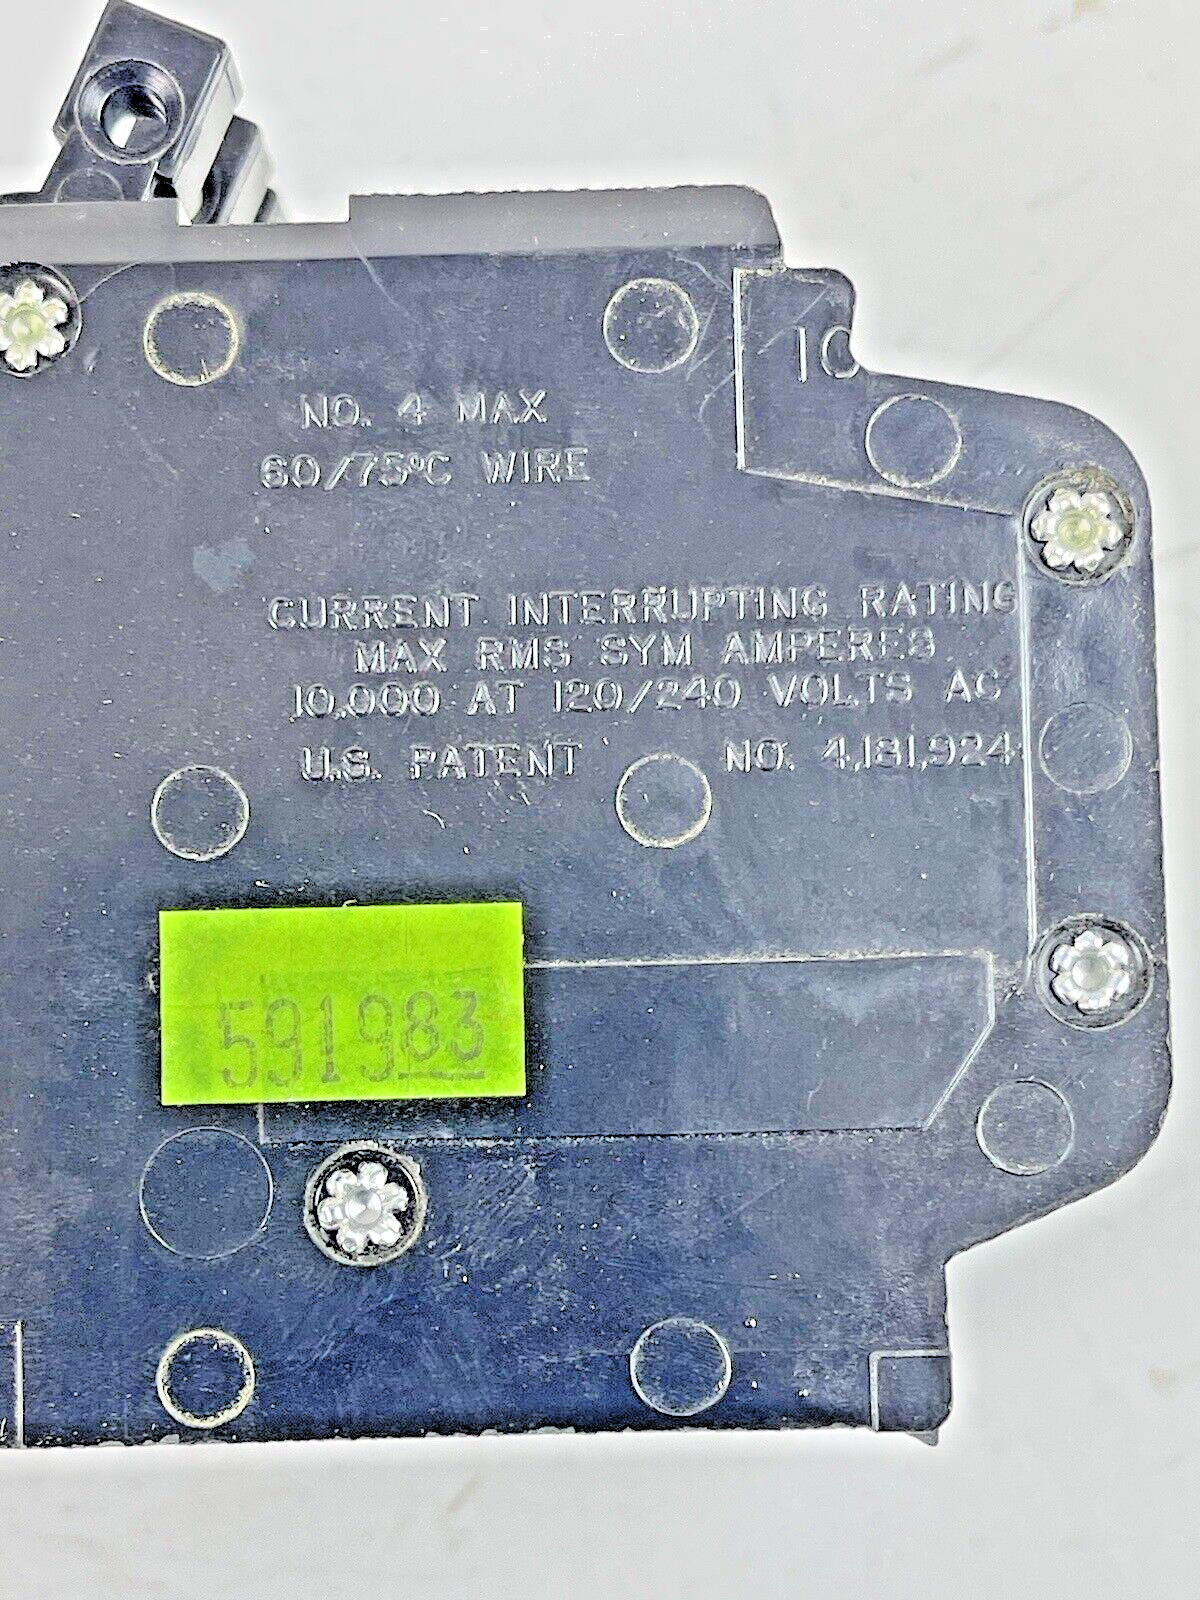 10
NO. 4 MAX
60/75°C WIRE
CURRENT INTERRUPTING RATING
MAX RMS SYM AMPERES
10,000 AT 120/240 VOLTS AC
U.S. PATENT NO. 4,181,924
591983